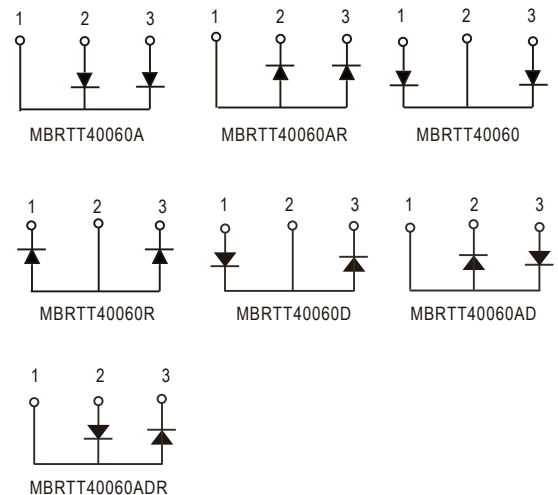 1 2 3 1 2 3 1 2 3
MBRTT40060A MBRTT40060AR MBRTT40060
1 2 3 1 2 3 1 2 3
MBRTT40060R MBRTT40060D MBRTT40060AD
1 2 3
MBRTT40060ADR